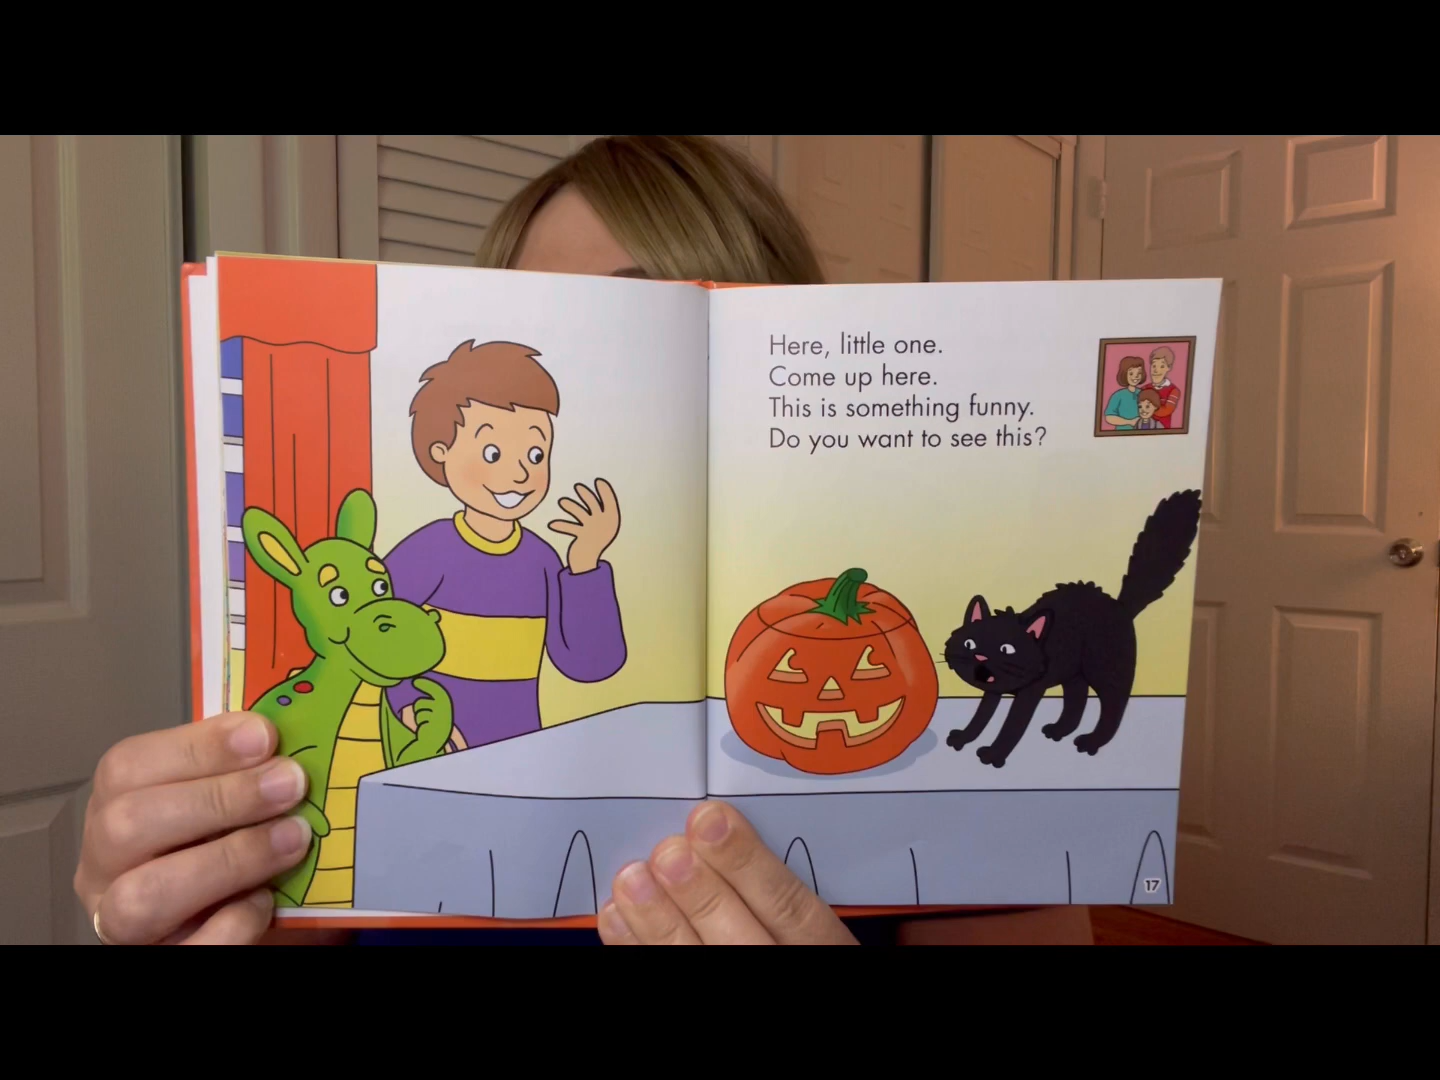 Here, little one.
Come up here.
This is something funny.
Do you want to see this?
17